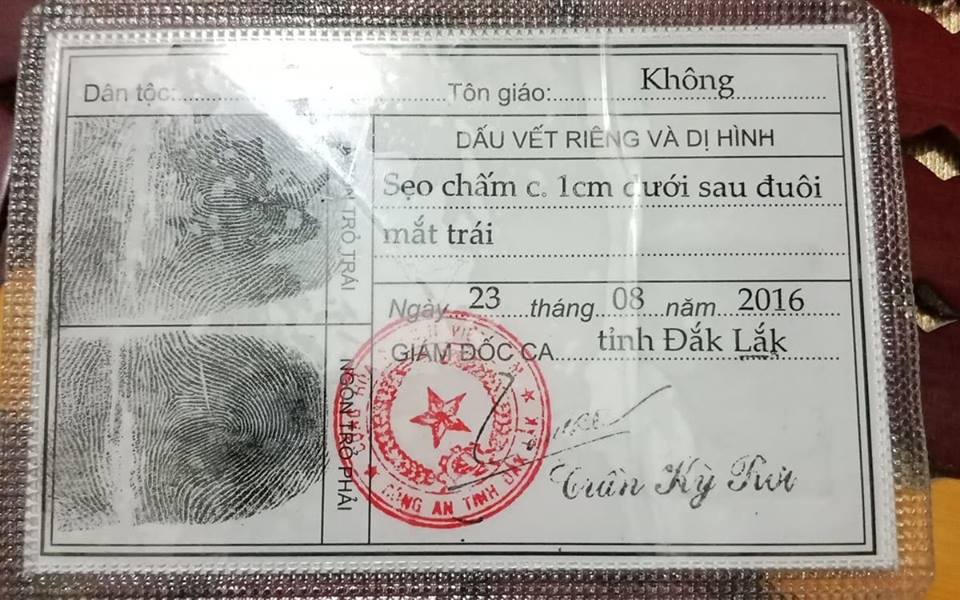 Dân tộc: Tôn giáo: Không
DẤU VẾT RIÊNG VÀ DỊ HÌNH
Sẹo chấm c. 1cm dưới sau đuôi
mắt trái
Ngày 23 tháng 08 năm 2016
GIÁM ĐỐC CA tỉnh Đắk Lắk
TRỎ TRÁI
NGÓN TRỎ PHẢI
CÔNG AN TỈNH ĐẮK LẮK
Trần Kỳ Rơi